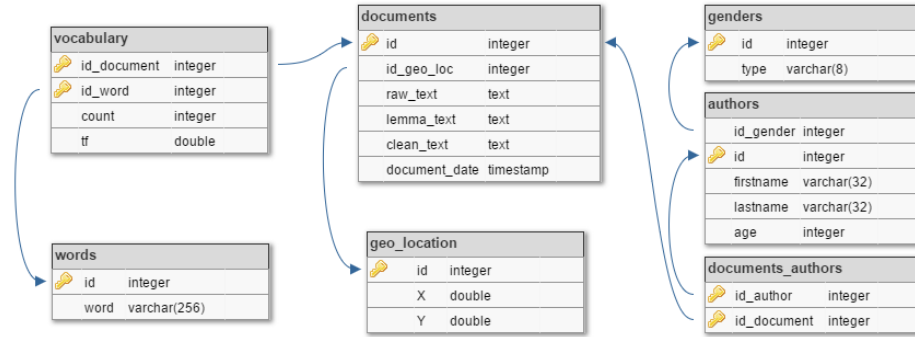 vocabulary
id_document integer
id_word integer
count integer
tf double
words
id integer
word varchar(256)
documents
id integer
id_geo_loc integer
raw_text text
lemma_text text
clean_text text
document_date timestamp
geo_location
id integer
X double
Y double
genders
id integer
type varchar(8)
authors
id_gender integer
id integer
firstname varchar(32)
lastname varchar(32)
age integer
documents_authors
id_author integer
id_document integer